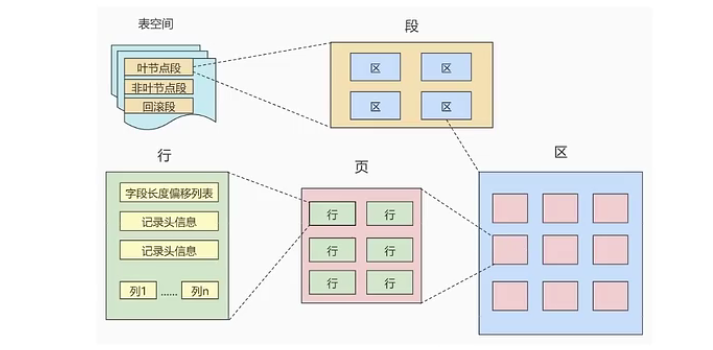 表空间
段
叶节点段
非叶节点段
回滚段
区 区
区 区
行
页
区
字段长度偏移列表
记录头信息
记录头信息
列1 ...... 列n
行 行
行 行
行 行